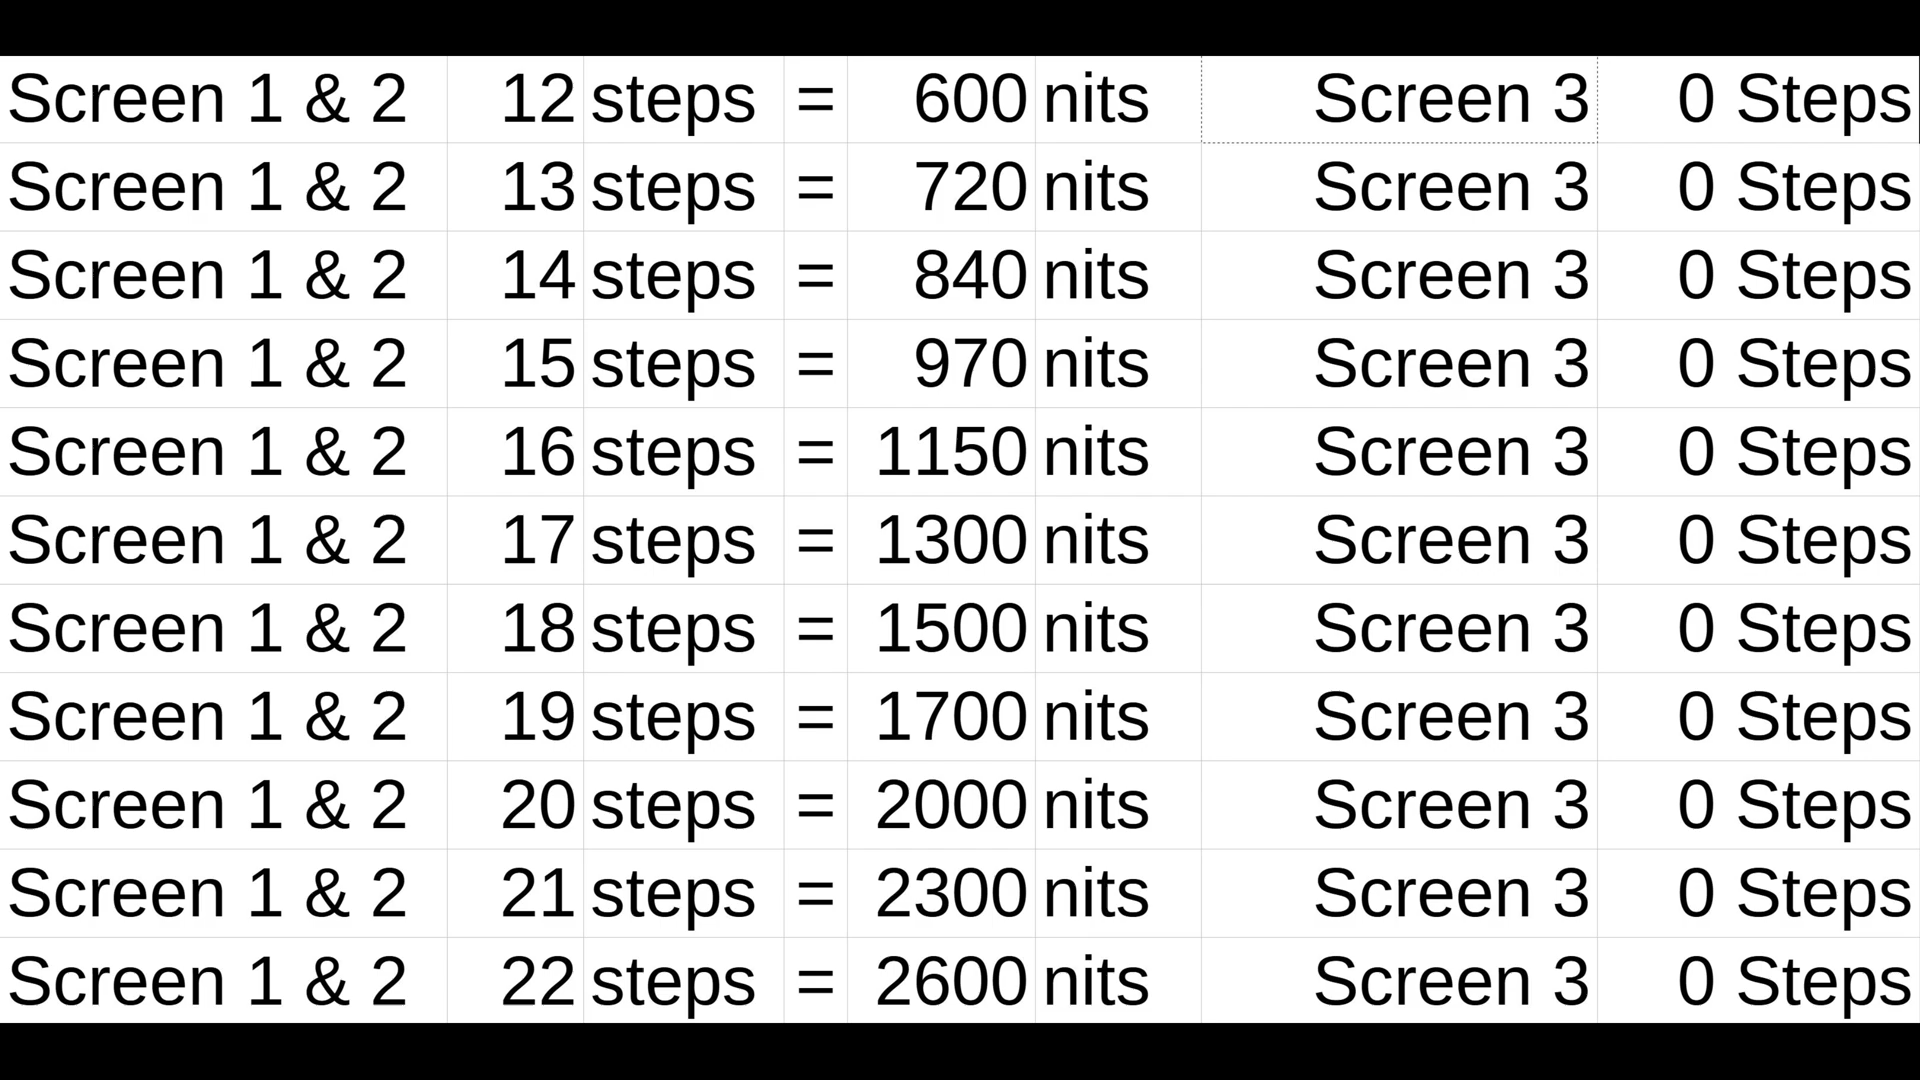 Screen 1 & 2 12 steps = 600 nits Screen 3 0 Steps
Screen 1 & 2 13 steps = 720 nits Screen 3 0 Steps
Screen 1 & 2 14 steps = 840 nits Screen 3 0 Steps
Screen 1 & 2 15 steps = 970 nits Screen 3 0 Steps
Screen 1 & 2 16 steps = 1150 nits Screen 3 0 Steps
Screen 1 & 2 17 steps = 1300 nits Screen 3 0 Steps
Screen 1 & 2 18 steps = 1500 nits Screen 3 0 Steps
Screen 1 & 2 19 steps = 1700 nits Screen 3 0 Steps
Screen 1 & 2 20 steps = 2000 nits Screen 3 0 Steps
Screen 1 & 2 21 steps = 2300 nits Screen 3 0 Steps
Screen 1 & 2 22 steps = 2600 nits Screen 3 0 Steps